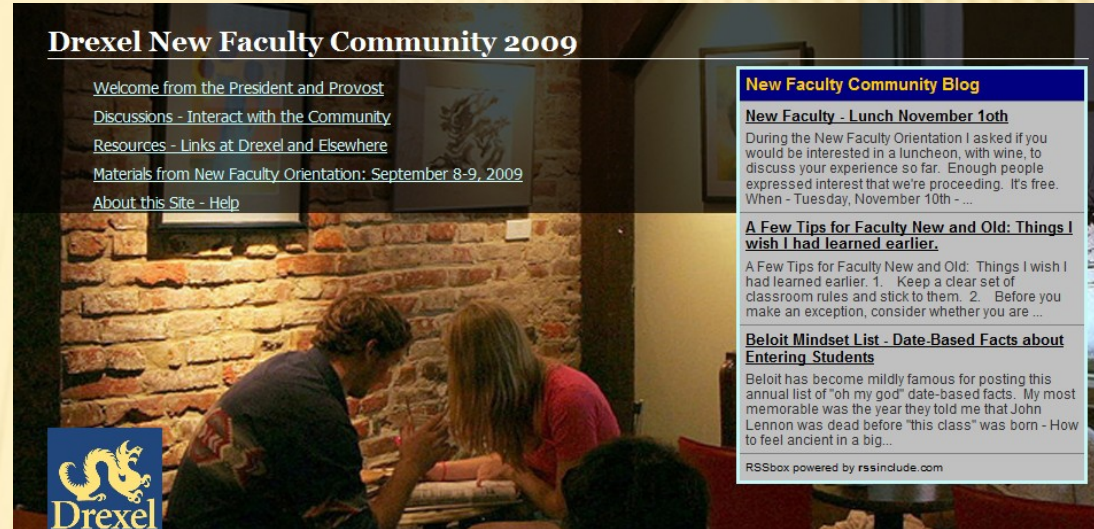 Drexel New Faculty Community 2009
Welcome from the President and Provost
Discussions - Interact with the Community
Resources - Links at Drexel and Elsewhere
Materials from New Faculty Orientation: September 8-9, 2009
About this Site - Help
New Faculty Community Blog
New Faculty - Lunch November 1oth
During the New Faculty Orientation I asked if you
would be interested in a luncheon, with wine, to
discuss your experience so far. Enough people
expressed interest that we're proceeding. It's free.
When - Tuesday, November 10th - ...
A Few Tips for Faculty New and Old: Things I
wish I had learned earlier.
A Few Tips for Faculty New and Old: Things I wish I
had learned earlier. 1. Keep a clear set of
classroom rules and stick to them. 2. Before you
make an exception, consider whether you are ...
Beloit Mindset List - Date-Based Facts about
Entering Students
Beloit has become mildly famous for posting this
annual list of "oh my god" date-based facts. My most
memorable was the year they told me that John
Lennon was dead before "this class" was born - How
to feel ancient in a big...
RSSbox powered by rssinclude.com
Drexel